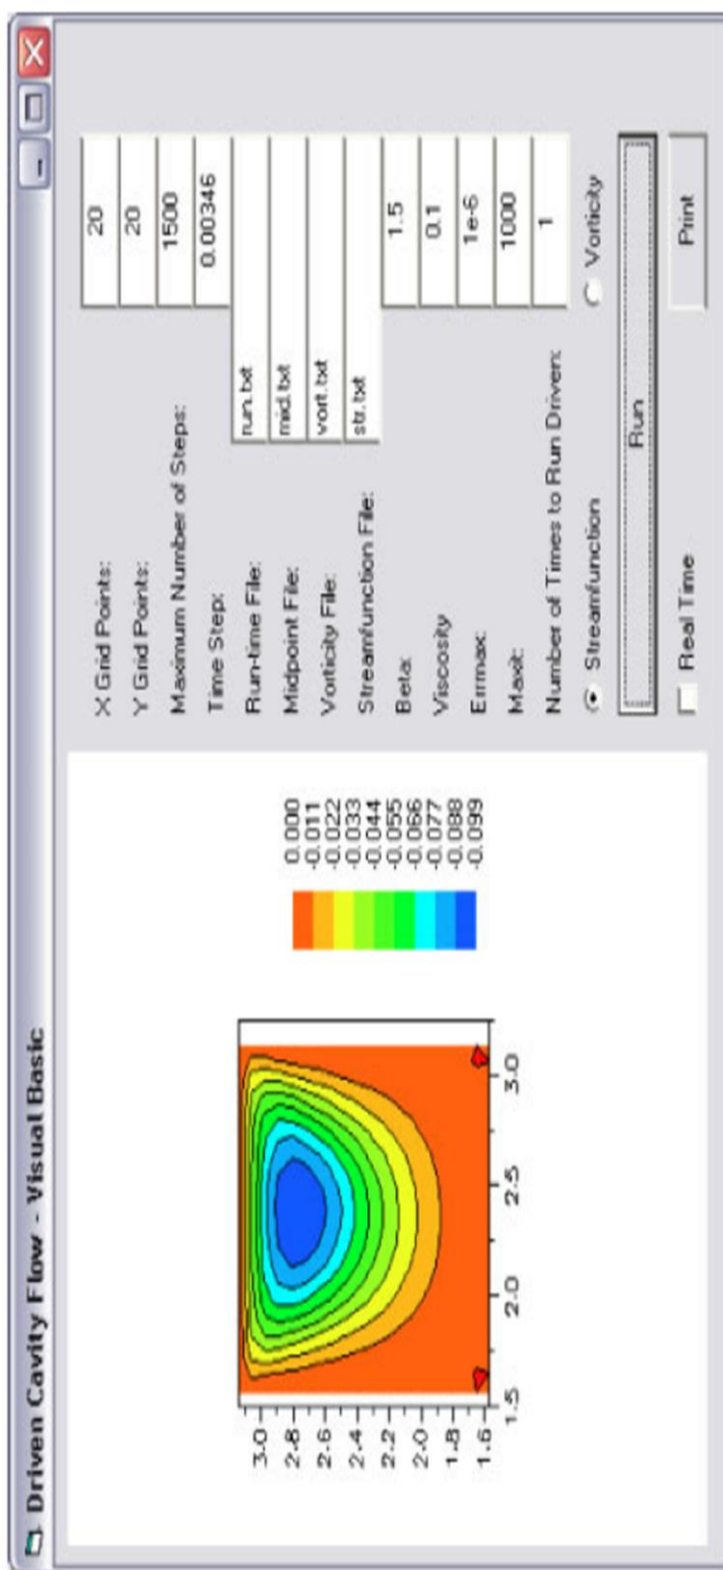 Driven Cavity Flow - Visual Basic
3.0
2.8
2.6
2.4
2.2
2.0
1.8
1.6
1.5 2.0 2.5 3.0
0.000
-0.011
-0.022
-0.033
-0.044
-0.055
-0.066
-0.077
-0.088
-0.099
X Grid Points: 20
Y Grid Points: 20
Maximum Number of Steps: 1500
Time Step: 0.00346
Run-time File: run.txt
Midpoint File: mid.txt
Vorticity File: vort.txt
Streamfunction File: str.txt
Beta: 1.5
Viscosity 0.1
Errmax: 1e-6
Maxit: 1000
Number of Times to Run Driven: 1
Streamfunction Vorticity
Run
Real Time Print